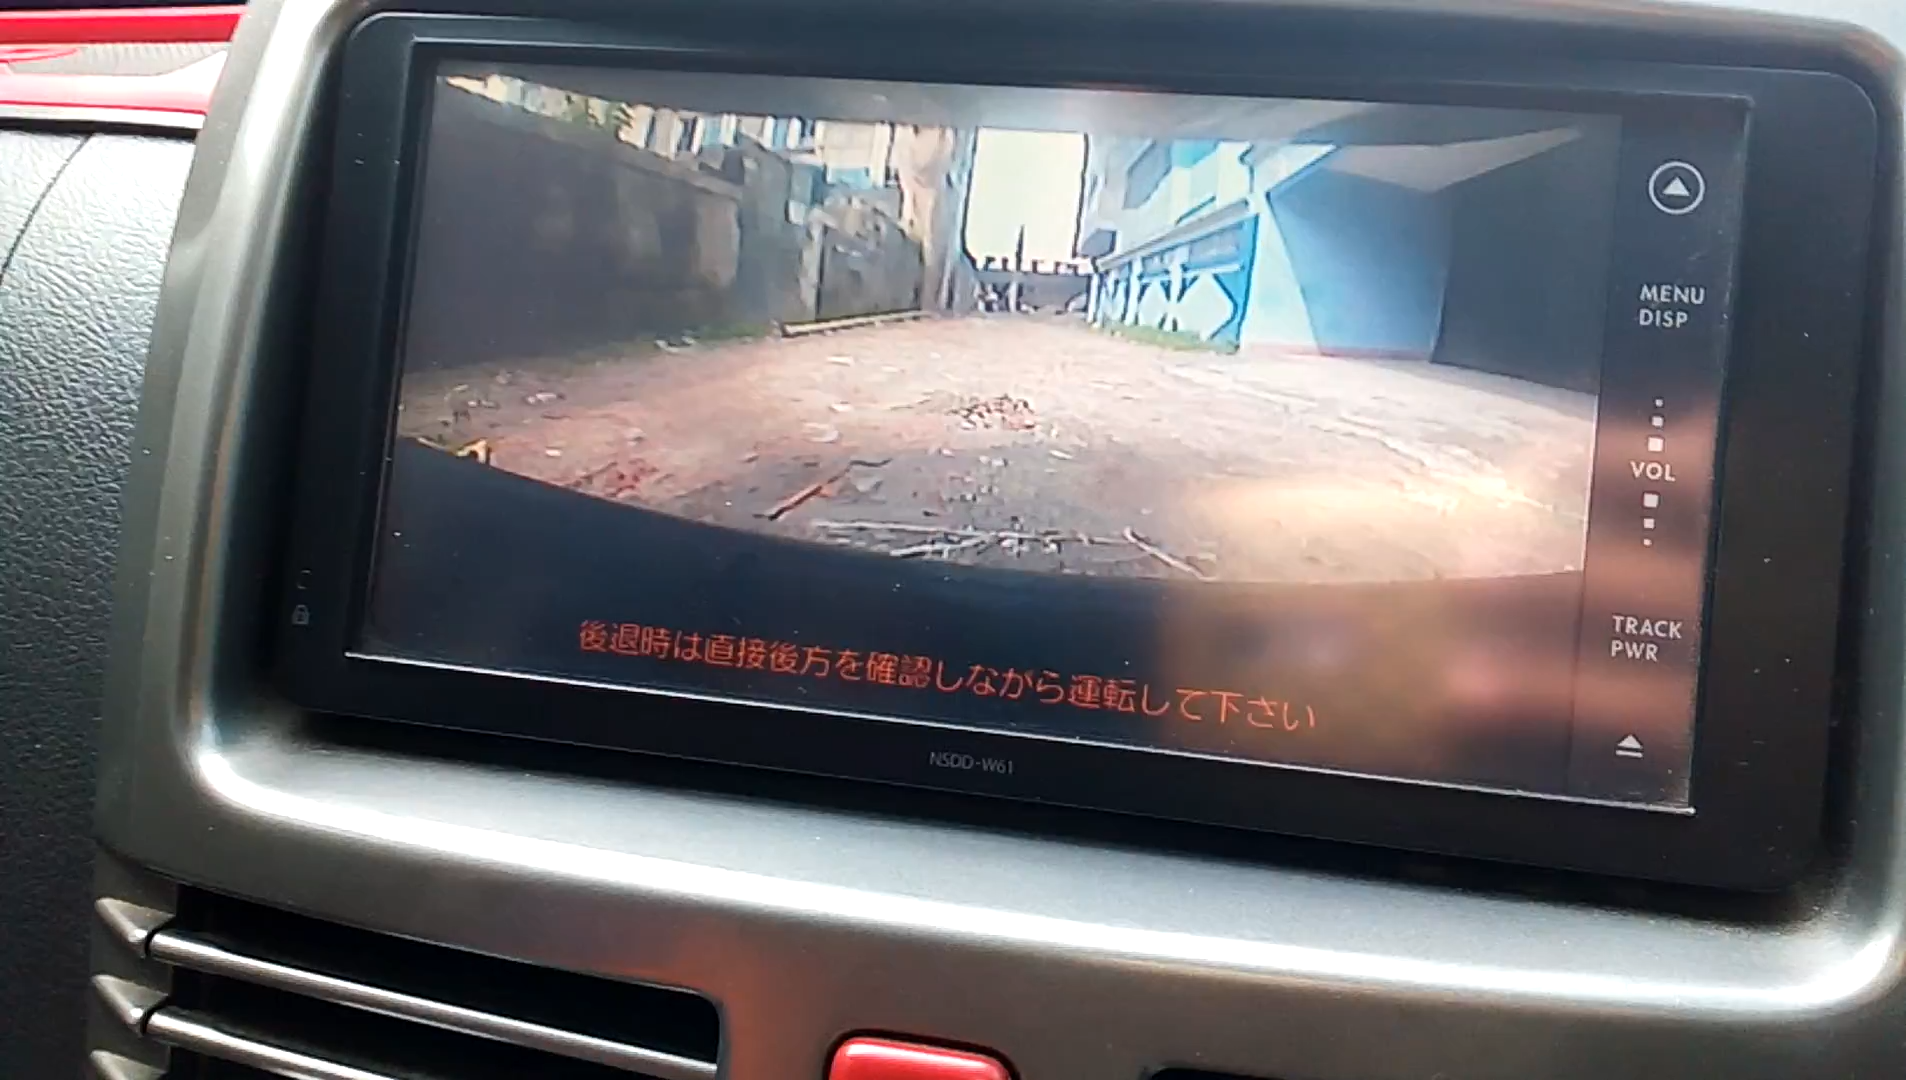 MENU
DISP
VOL
TRACK
PWR
後退時は直接後方を確認しながら運転して下さい
NSDD-W61